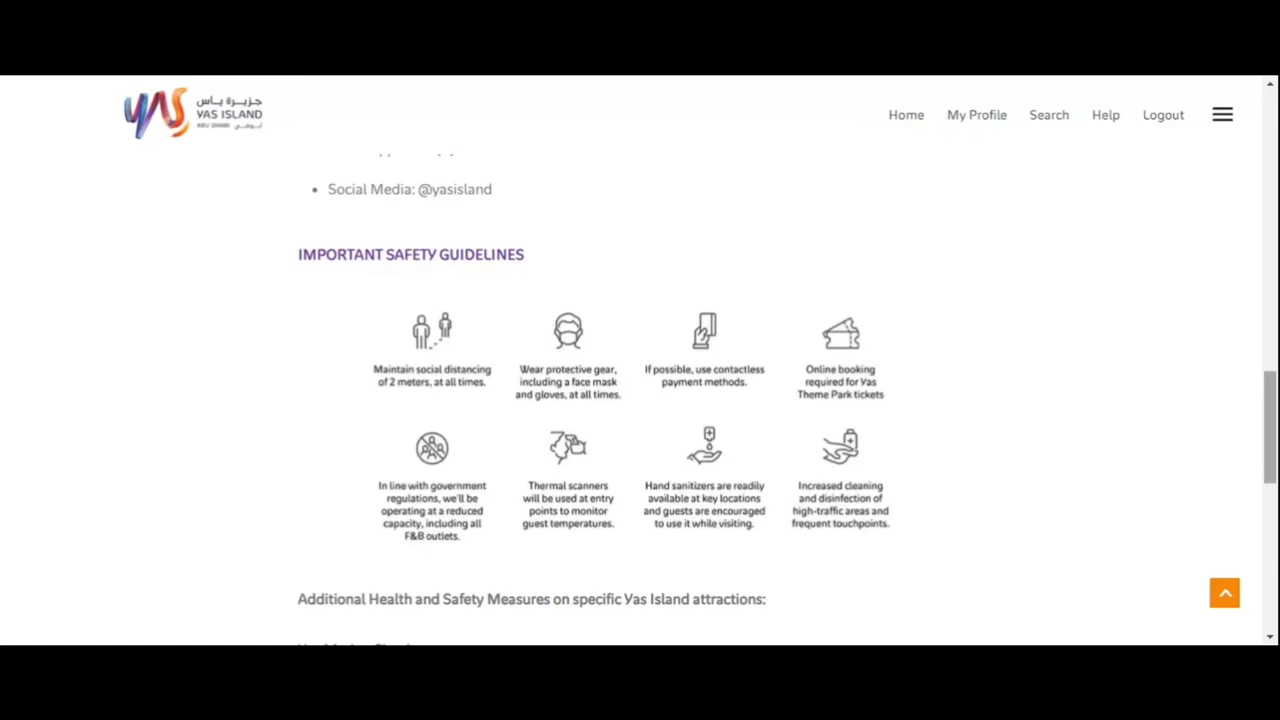 جزيرة ياس
YAS ISLAND
ABU DHABI أبوظبي
Home My Profile Search Help Logout
• Social Media: @yasisland
IMPORTANT SAFETY GUIDELINES
Maintain social distancing
of 2 meters, at all times.
Wear protective gear,
including a face mask
and gloves, at all times.
If possible, use contactless
payment methods.
Online booking
required for Yas
Theme Park tickets
In line with government
regulations, we'll be
operating at a reduced
capacity, including all
F&B outlets.
Thermal scanners
will be used at entry
points to monitor
guest temperatures.
Hand sanitizers are readily
available at key locations
and guests are encouraged
to use it while visiting.
Increased cleaning
and disinfection of
high-traffic areas and
frequent touchpoints.
Additional Health and Safety Measures on specific Yas Island attractions: